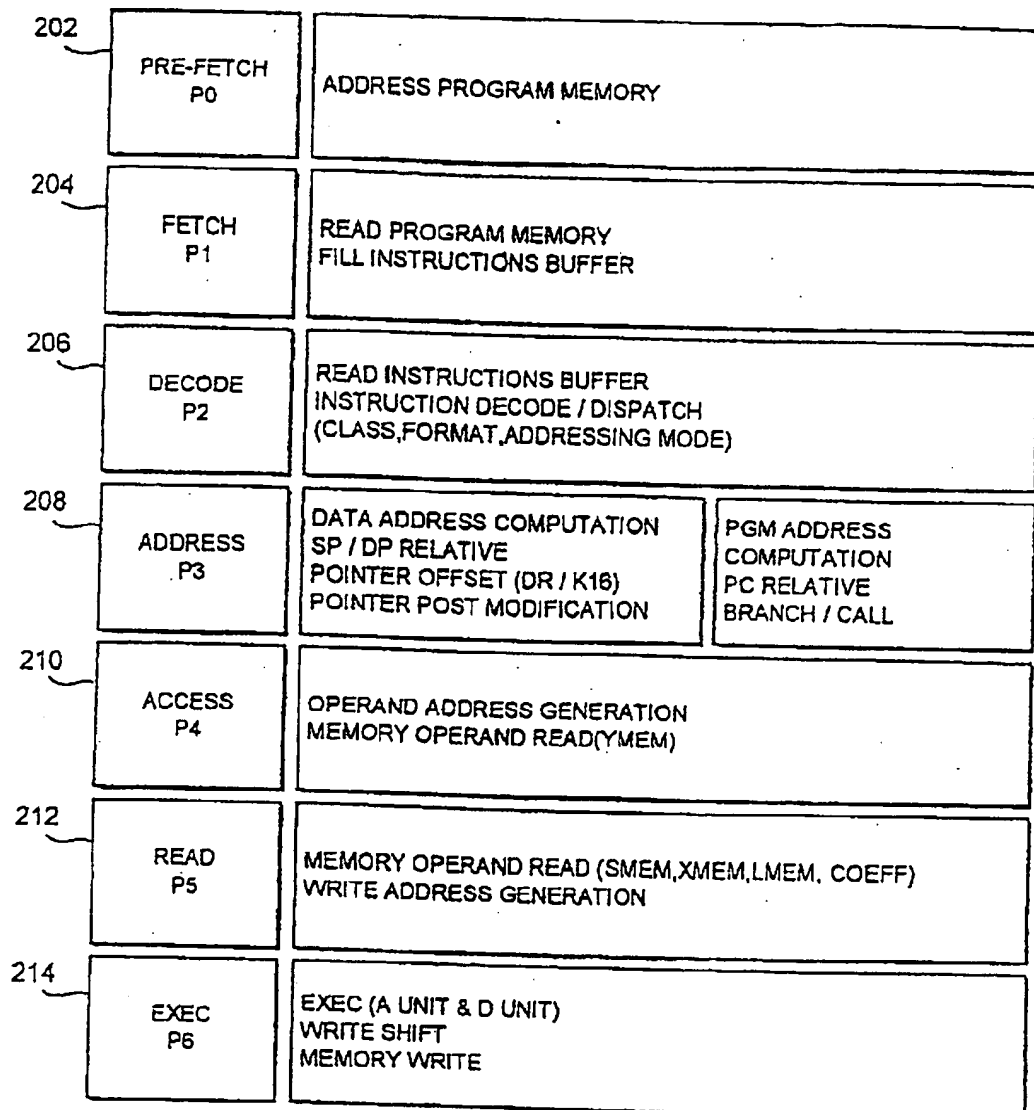 202
PRE-FETCH
P0
ADDRESS PROGRAM MEMORY
204
FETCH
P1
READ PROGRAM MEMORY
FILL INSTRUCTIONS BUFFER
206
DECODE
P2
READ INSTRUCTIONS BUFFER
INSTRUCTION DECODE / DISPATCH
(CLASS,FORMAT,ADDRESSING MODE)
208
ADDRESS
P3
DATA ADDRESS COMPUTATION
SP / DP RELATIVE
POINTER OFFSET (DR / K16)
POINTER POST MODIFICATION
PGM ADDRESS
COMPUTATION
PC RELATIVE
BRANCH / CALL
210
ACCESS
P4
OPERAND ADDRESS GENERATION
MEMORY OPERAND READ(YMEM)
212
READ
P5
MEMORY OPERAND READ (SMEM,XMEM,LMEM, COEFF)
WRITE ADDRESS GENERATION
214
EXEC
P6
EXEC (A UNIT & D UNIT)
WRITE SHIFT
MEMORY WRITE